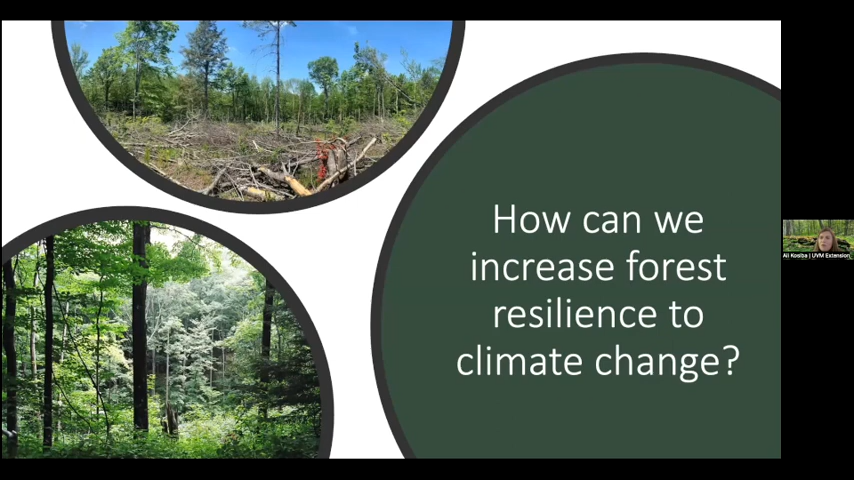 How can we
increase forest
resilience to
climate change?
Ali Kosiba | UVM Extension